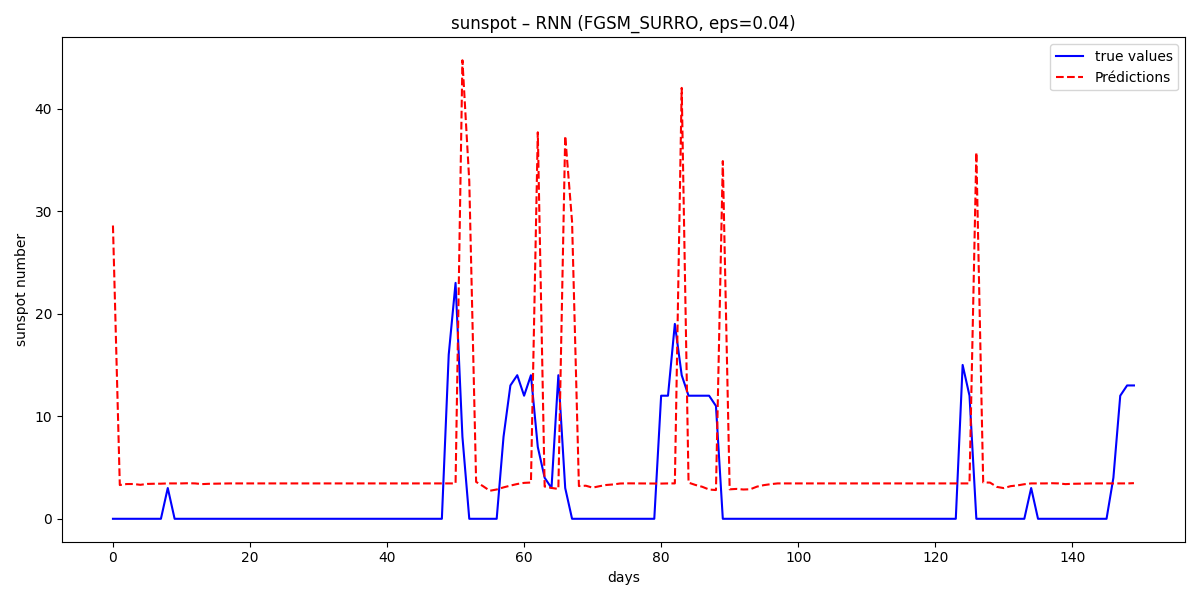 sunspot – RNN (FGSM_SURRO, eps=0.04)
true values
Prédictions
sunspot number
40
30
20
10
0
0 20 40 60 80 100 120 140
days